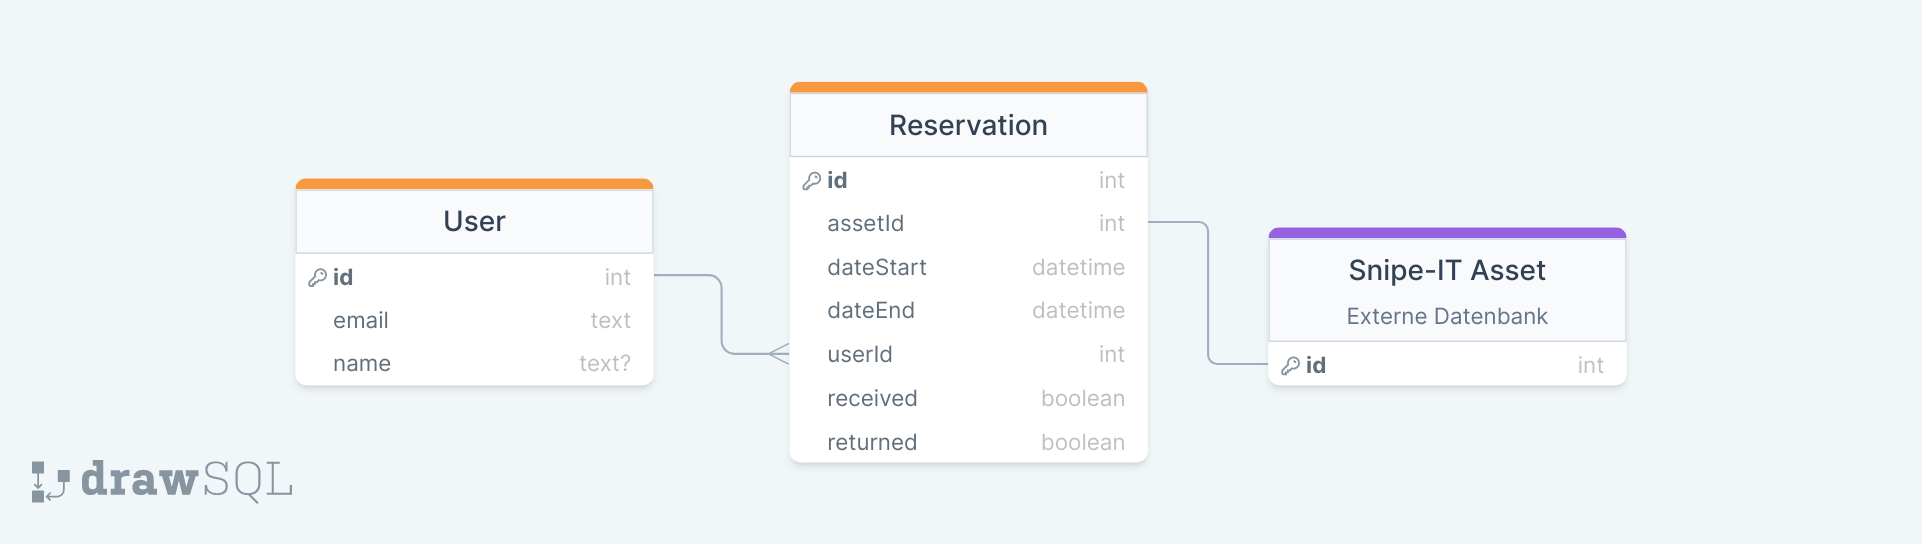 User
id int
email text
name text?
Reservation
id int
assetId int
dateStart datetime
dateEnd datetime
userId int
received boolean
returned boolean
Snipe-IT Asset
Externe Datenbank
id int
drawSQL